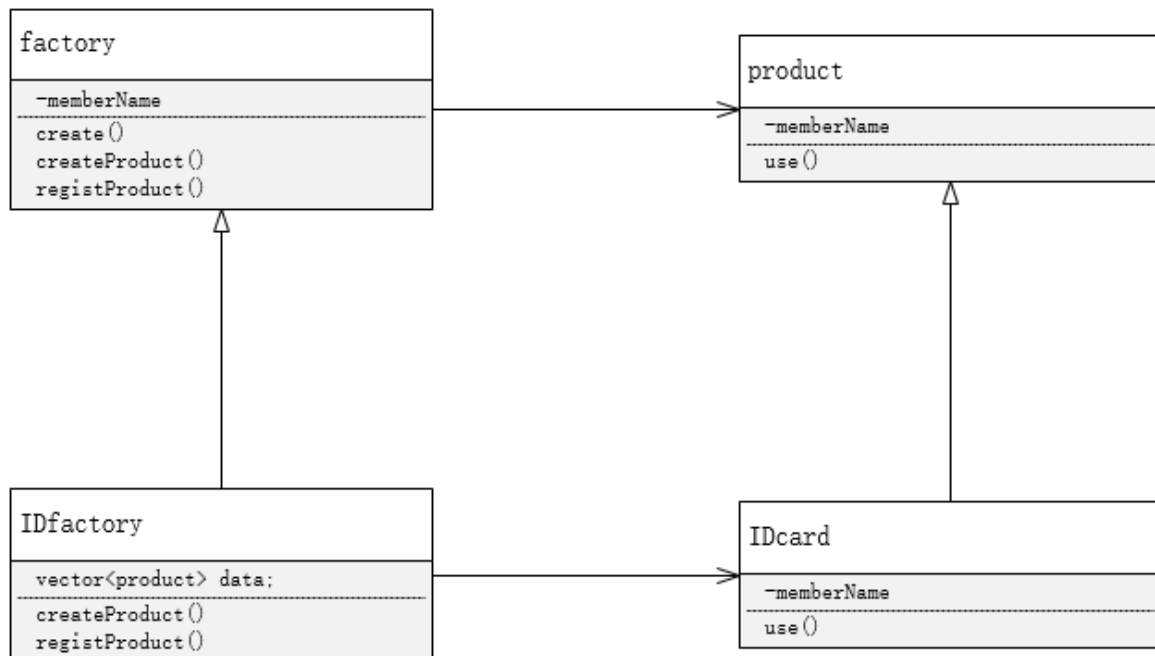 factory
-memberName
create()
createProduct()
registProduct()
product
-memberName
use()
IDfactory
vector<product> data;
createProduct()
registProduct()
IDcard
-memberName
use()